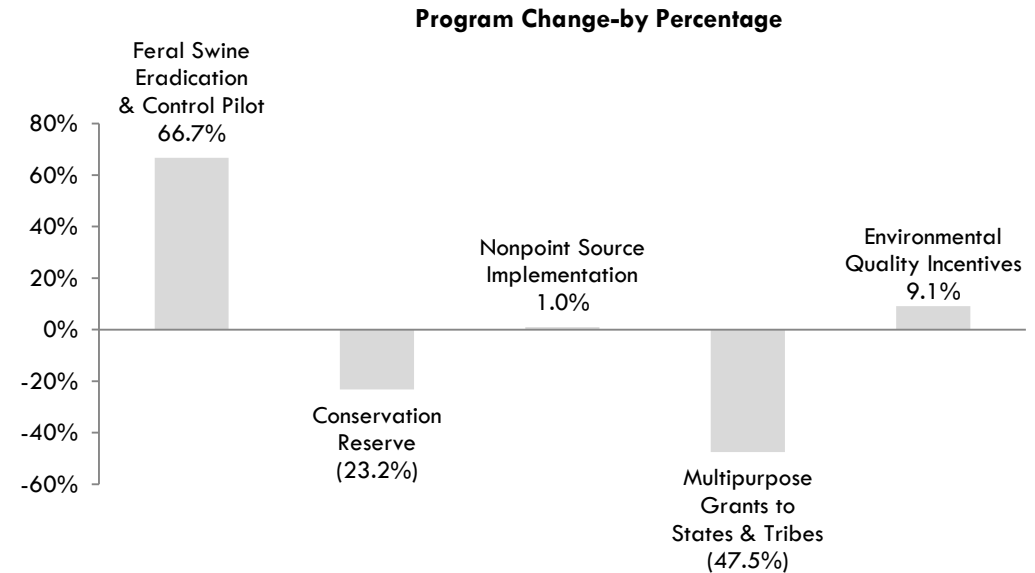 Program Change-by Percentage
Feral Swine
Eradication
& Control Pilot
66.7%
80%
60%
40%
20%
0%
-20%
-40%
-60%
Conservation
Reserve
(23.2%)
Nonpoint Source
Implementation
1.0%
Multipurpose
Grants to
States & Tribes
(47.5%)
Environmental
Quality Incentives
9.1%